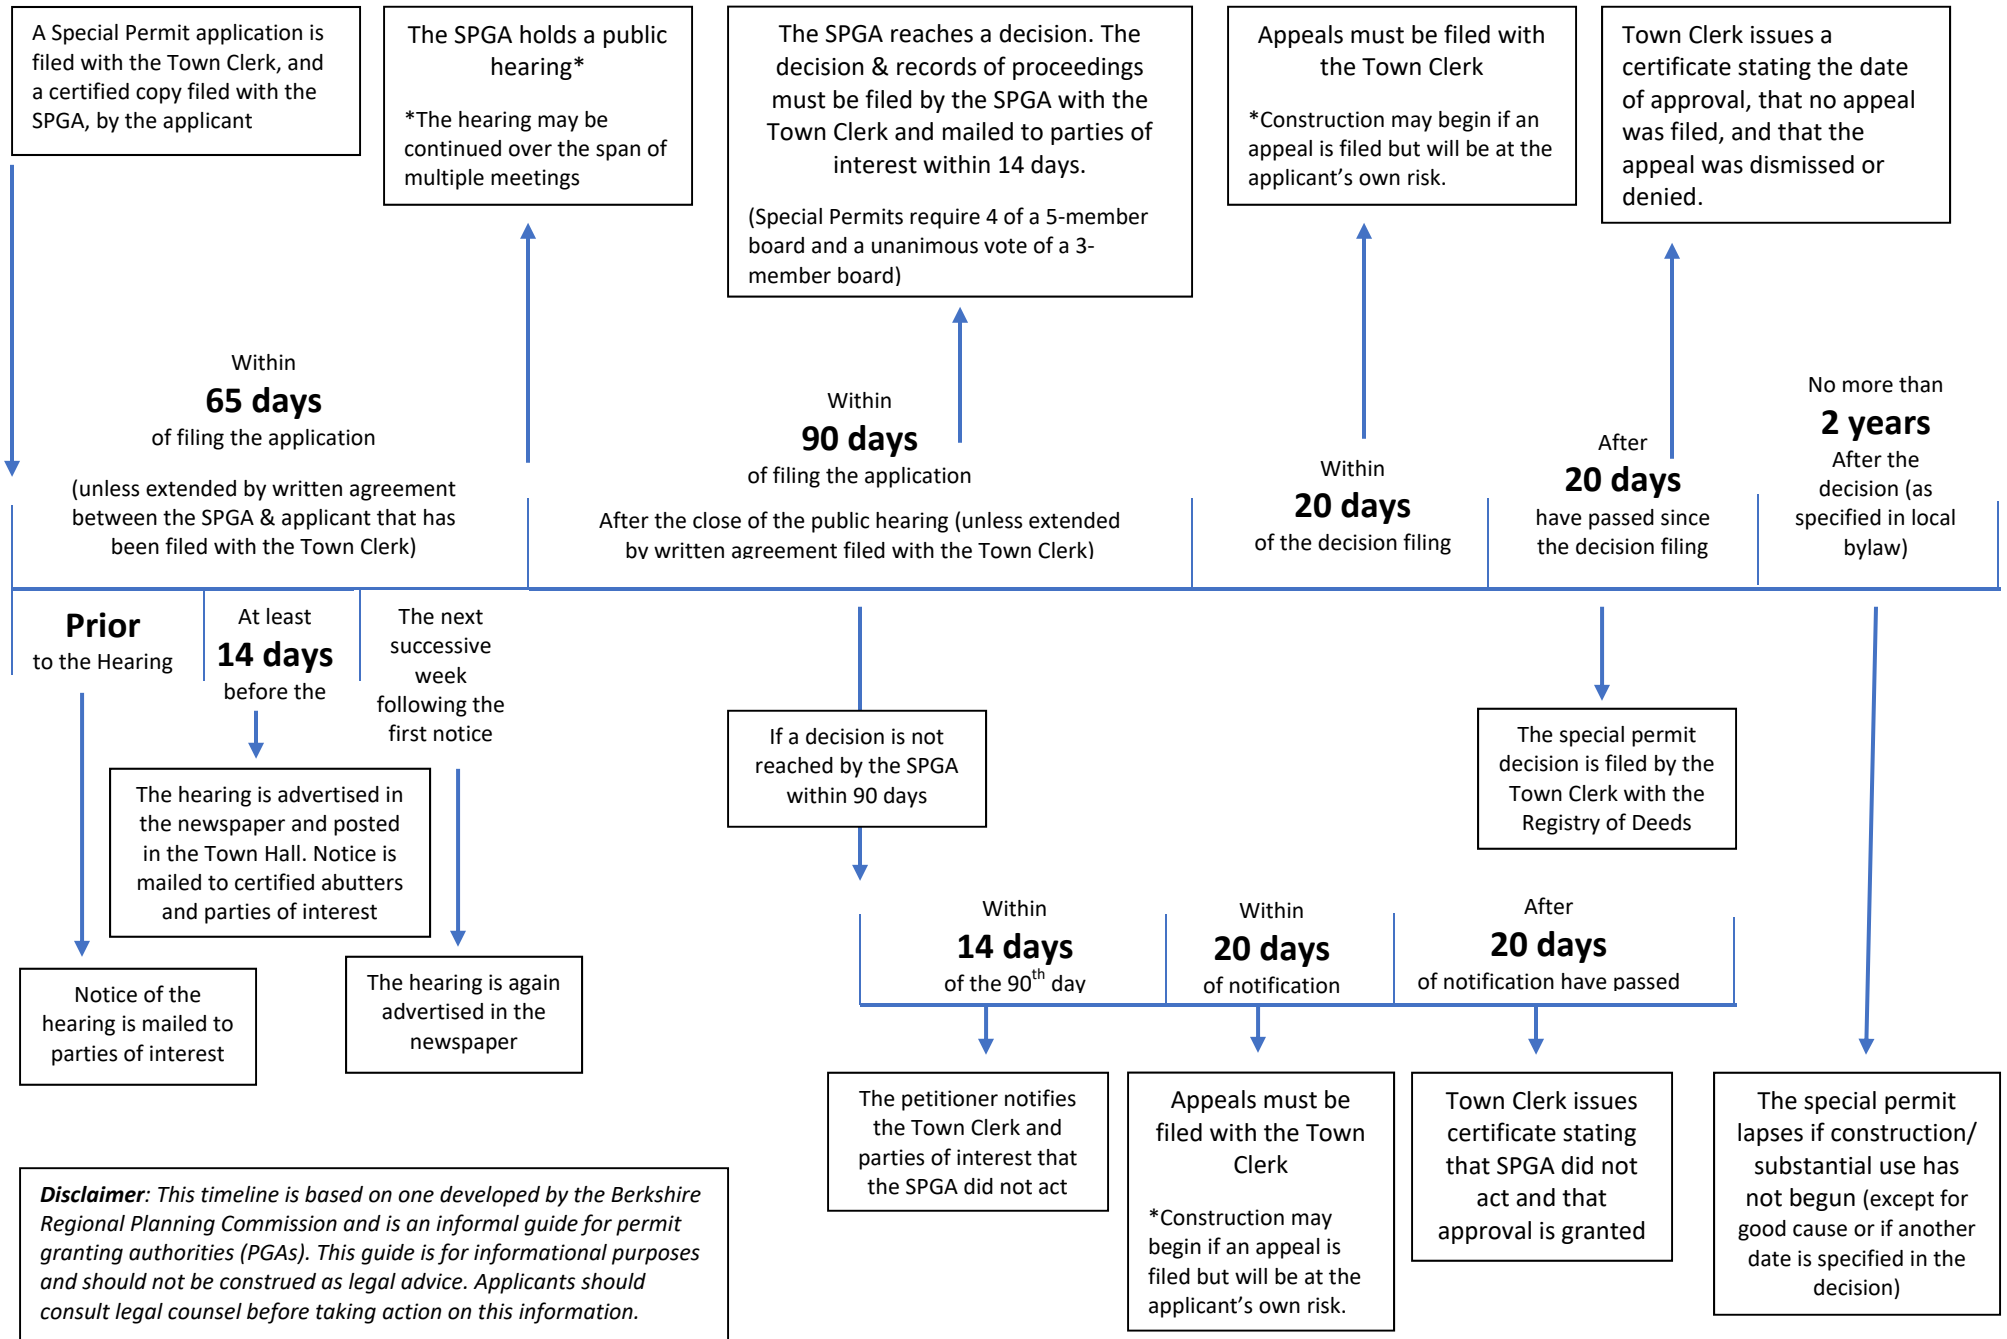 A Special Permit application is
filed with the Town Clerk, and
a certified copy filed with the
SPGA, by the applicant
The SPGA holds a public
hearing*
*The hearing may be
continued over the span of
multiple meetings
The SPGA reaches a decision. The
decision & records of proceedings
must be filed by the SPGA with the
Town Clerk and mailed to parties of
interest within 14 days.
(Special Permits require 4 of a 5-member
board and a unanimous vote of a 3-
member board)
Appeals must be filed with
the Town Clerk
*Construction may begin if an
appeal is filed but will be at the
applicant’s own risk.
Town Clerk issues a
certificate stating the date
of approval, that no appeal
was filed, and that the
appeal was dismissed or
denied.
Within
65 days
of filing the application
(unless extended by written agreement
between the SPGA & applicant that has
been filed with the Town Clerk)
Within
90 days
of filing the application
After the close of the public hearing (unless extended
by written agreement filed with the Town Clerk)
Within
20 days
of the decision filing
After
20 days
have passed since
the decision filing
No more than
2 years
After the
decision (as
specified in local
bylaw)
Prior
to the Hearing
At least
14 days
before the
The next
successive
week
following the
first notice
The hearing is advertised in
the newspaper and posted
in the Town Hall. Notice is
mailed to certified abutters
and parties of interest
Notice of the
hearing is mailed to
parties of interest
The hearing is again
advertised in the
newspaper
If a decision is not
reached by the SPGA
within 90 days
The special permit
decision is filed by the
Town Clerk with the
Registry of Deeds
Within
14 days
of the 90th day
Within
20 days
of notification
After
20 days
of notification have passed
The petitioner notifies
the Town Clerk and
parties of interest that
the SPGA did not act
Appeals must be
filed with the Town
Clerk
*Construction may
begin if an appeal is
filed but will be at the
applicant’s own risk.
Town Clerk issues
certificate stating
that SPGA did not
act and that
approval is granted
The special permit
lapses if construction/
substantial use has
not begun (except for
good cause or if another
date is specified in the
decision)
Disclaimer: This timeline is based on one developed by the Berkshire
Regional Planning Commission and is an informal guide for permit
granting authorities (PGAs). This guide is for informational purposes
and should not be construed as legal advice. Applicants should
consult legal counsel before taking action on this information.